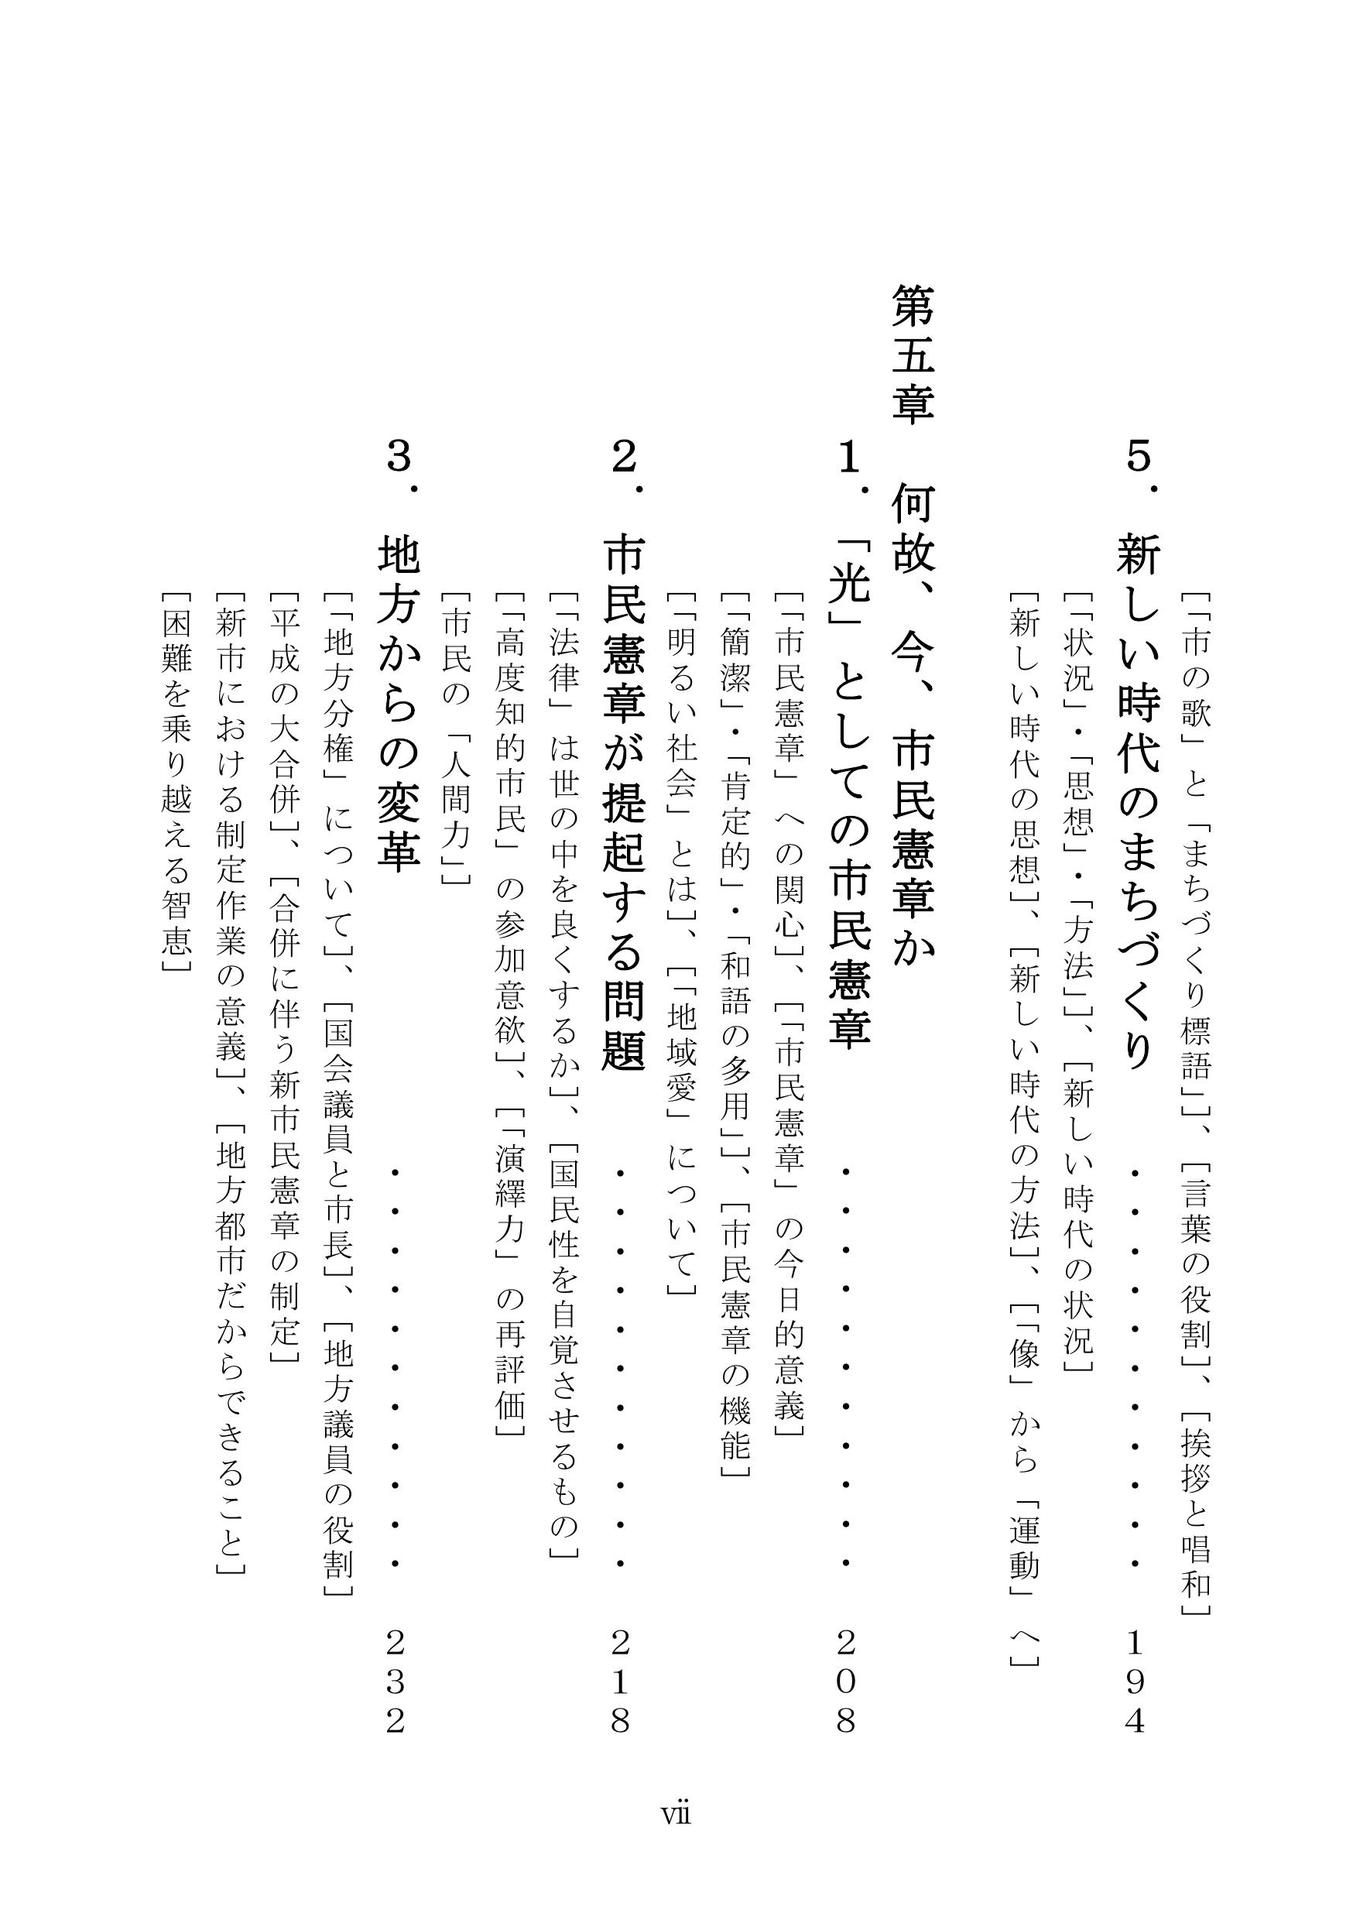 [「市の歌」と「まちづくり標語」]、[言葉の役割]、[挨拶と唱和]
5．新しい時代のまちづくり ・・・・・・・・・・・ 194
[「状況」・「思想」・「方法」]、[新しい時代の状況]
[新しい時代の思想]、[新しい時代の方法]、[「像」から「運動」へ]
第五章 何故、今、市民憲章か
1．「光」としての市民憲章 ・・・・・・・・・・・ 208
[「市民憲章」への関心]、[「市民憲章」の今日的意義]
[「簡潔」・「肯定的」・「和語の多用」]、[市民憲章の機能]
[「明るい社会」とは]、[「地域愛」について]
2．市民憲章が提起する問題 ・・・・・・・・・・・ 218
[「法律」は世の中を良くするか]、[国民性を自覚させるもの]
[「高度知的市民」の参加意欲]、[「演繹力」の再評価]
[市民の「人間力」]
3．地方からの変革 ・・・・・・・・・・・ 232
[「地方分権」について]、[国会議員と市長]、[地方議員の役割]
[平成の大合併]、[合併に伴う新市民憲章の制定]
[新市における制定作業の意義]、[地方都市だからできること]
[困難を乗り越える智恵]
vii